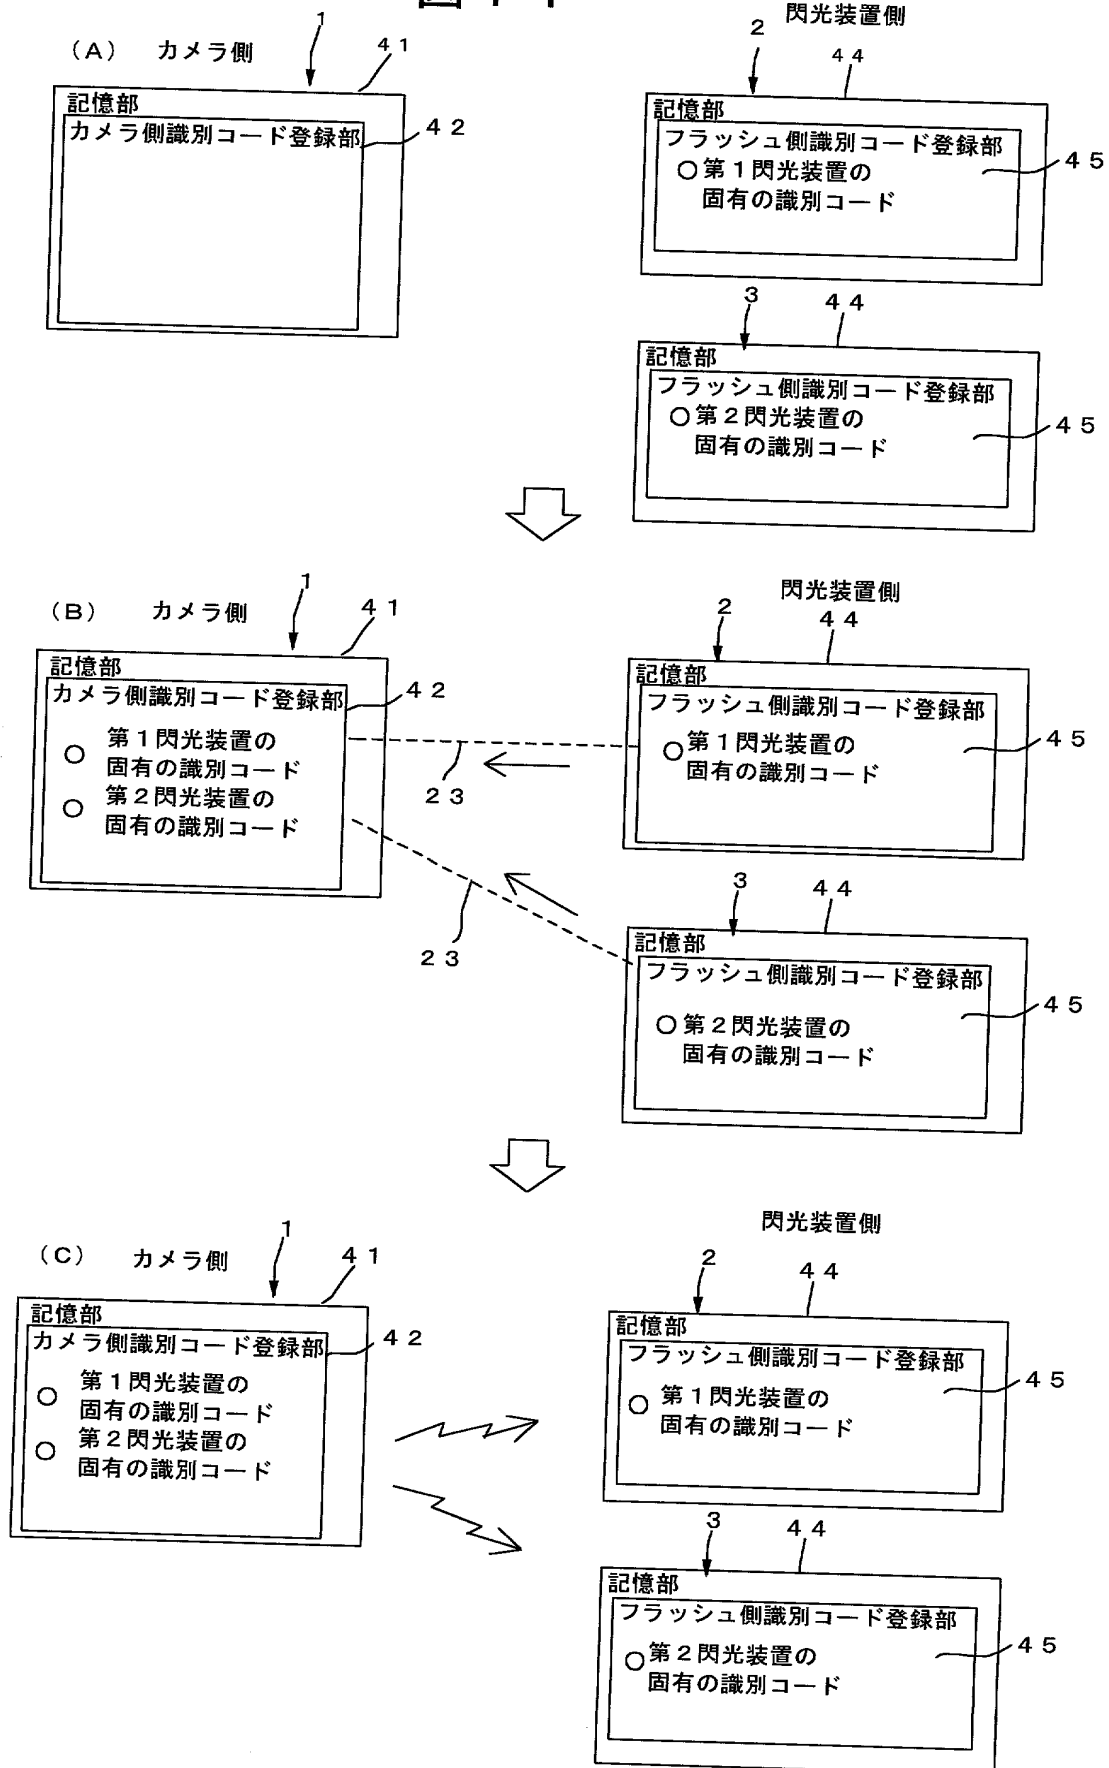 (A) カメラ側
1
41
記憶部
カメラ側識別コード登録部
42
閃光装置側
2
44
記憶部
フラッシュ側識別コード登録部
○第1閃光装置の
固有の識別コード
45
3
44
記憶部
フラッシュ側識別コード登録部
○第2閃光装置の
固有の識別コード
45
(B) カメラ側
1
41
記憶部
カメラ側識別コード登録部
42
○ 第1閃光装置の
固有の識別コード
○ 第2閃光装置の
固有の識別コード
23
23
閃光装置側
2
44
記憶部
フラッシュ側識別コード登録部
○第1閃光装置の
固有の識別コード
45
3
44
記憶部
フラッシュ側識別コード登録部
○第2閃光装置の
固有の識別コード
45
(C) カメラ側
1
41
記憶部
カメラ側識別コード登録部
42
○ 第1閃光装置の
固有の識別コード
○ 第2閃光装置の
固有の識別コード
閃光装置側
2
44
記憶部
フラッシュ側識別コード登録部
○第1閃光装置の
固有の識別コード
45
3
44
記憶部
フラッシュ側識別コード登録部
○第2閃光装置の
固有の識別コード
45